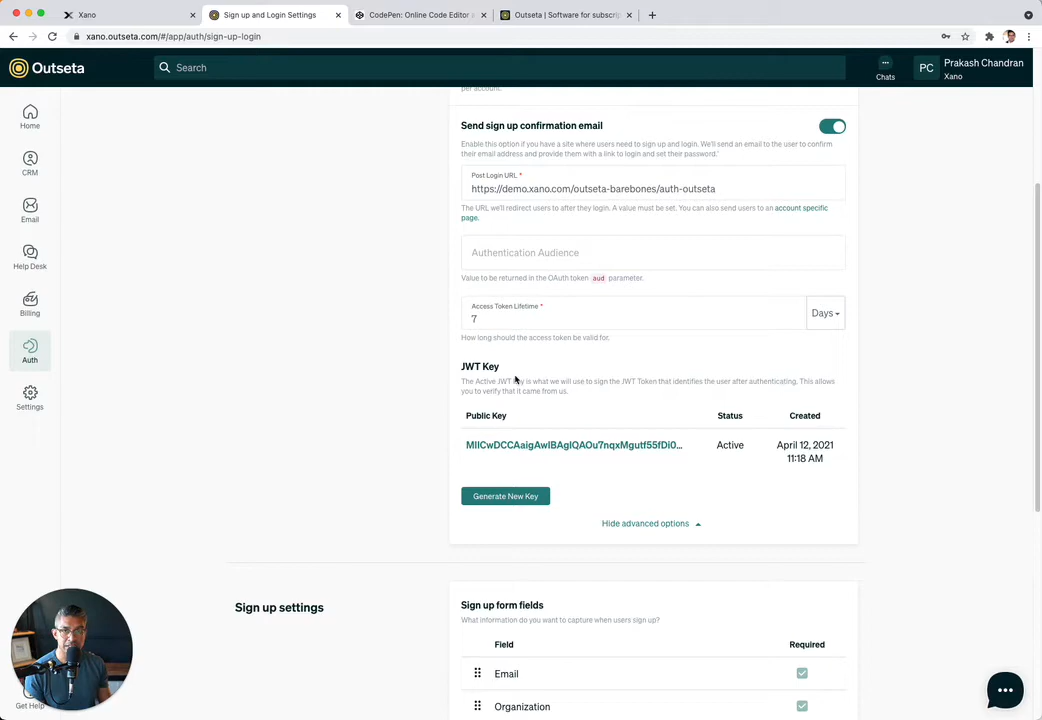 Xano
Sign up and Login Settings
CodePen: Online Code Editor
Outseta | Software for subscrip
xano.outseta.com/#/app/auth/sign-up-login
Outseta
Search
Chats
PC
Prakash Chandran
Xano
Home
CRM
Email
Help Desk
Billing
Auth
Settings
Get Help
per account.
Send sign up confirmation email
Enable this option if you have a site where users need to sign up and login. We'll send an email to the user to confirm
their email address and provide them with a link to login and set their password.'
Post Login URL *
https://demo.xano.com/outseta-barebones/auth-outseta
The URL we'll redirect users to after they login. A value must be set. You can also send users to an account specific
page.
Authentication Audience
Value to be returned in the OAuth token aud parameter.
Access Token Lifetime *
7
Days
How long should the access token be valid for.
JWT Key
The Active JWT Key is what we will use to sign the JWT Token that identifies the user after authenticating. This allows
you to verify that it came from us.
Public Key
Status
Created
MIICwDCCAaigAwIBAgIQAOu7nqxMgutf55fDi0...
Active
April 12, 2021
11:18 AM
Generate New Key
Hide advanced options
Sign up settings
Sign up form fields
What information do you want to capture when users sign up?
Field
Required
Email
Organization